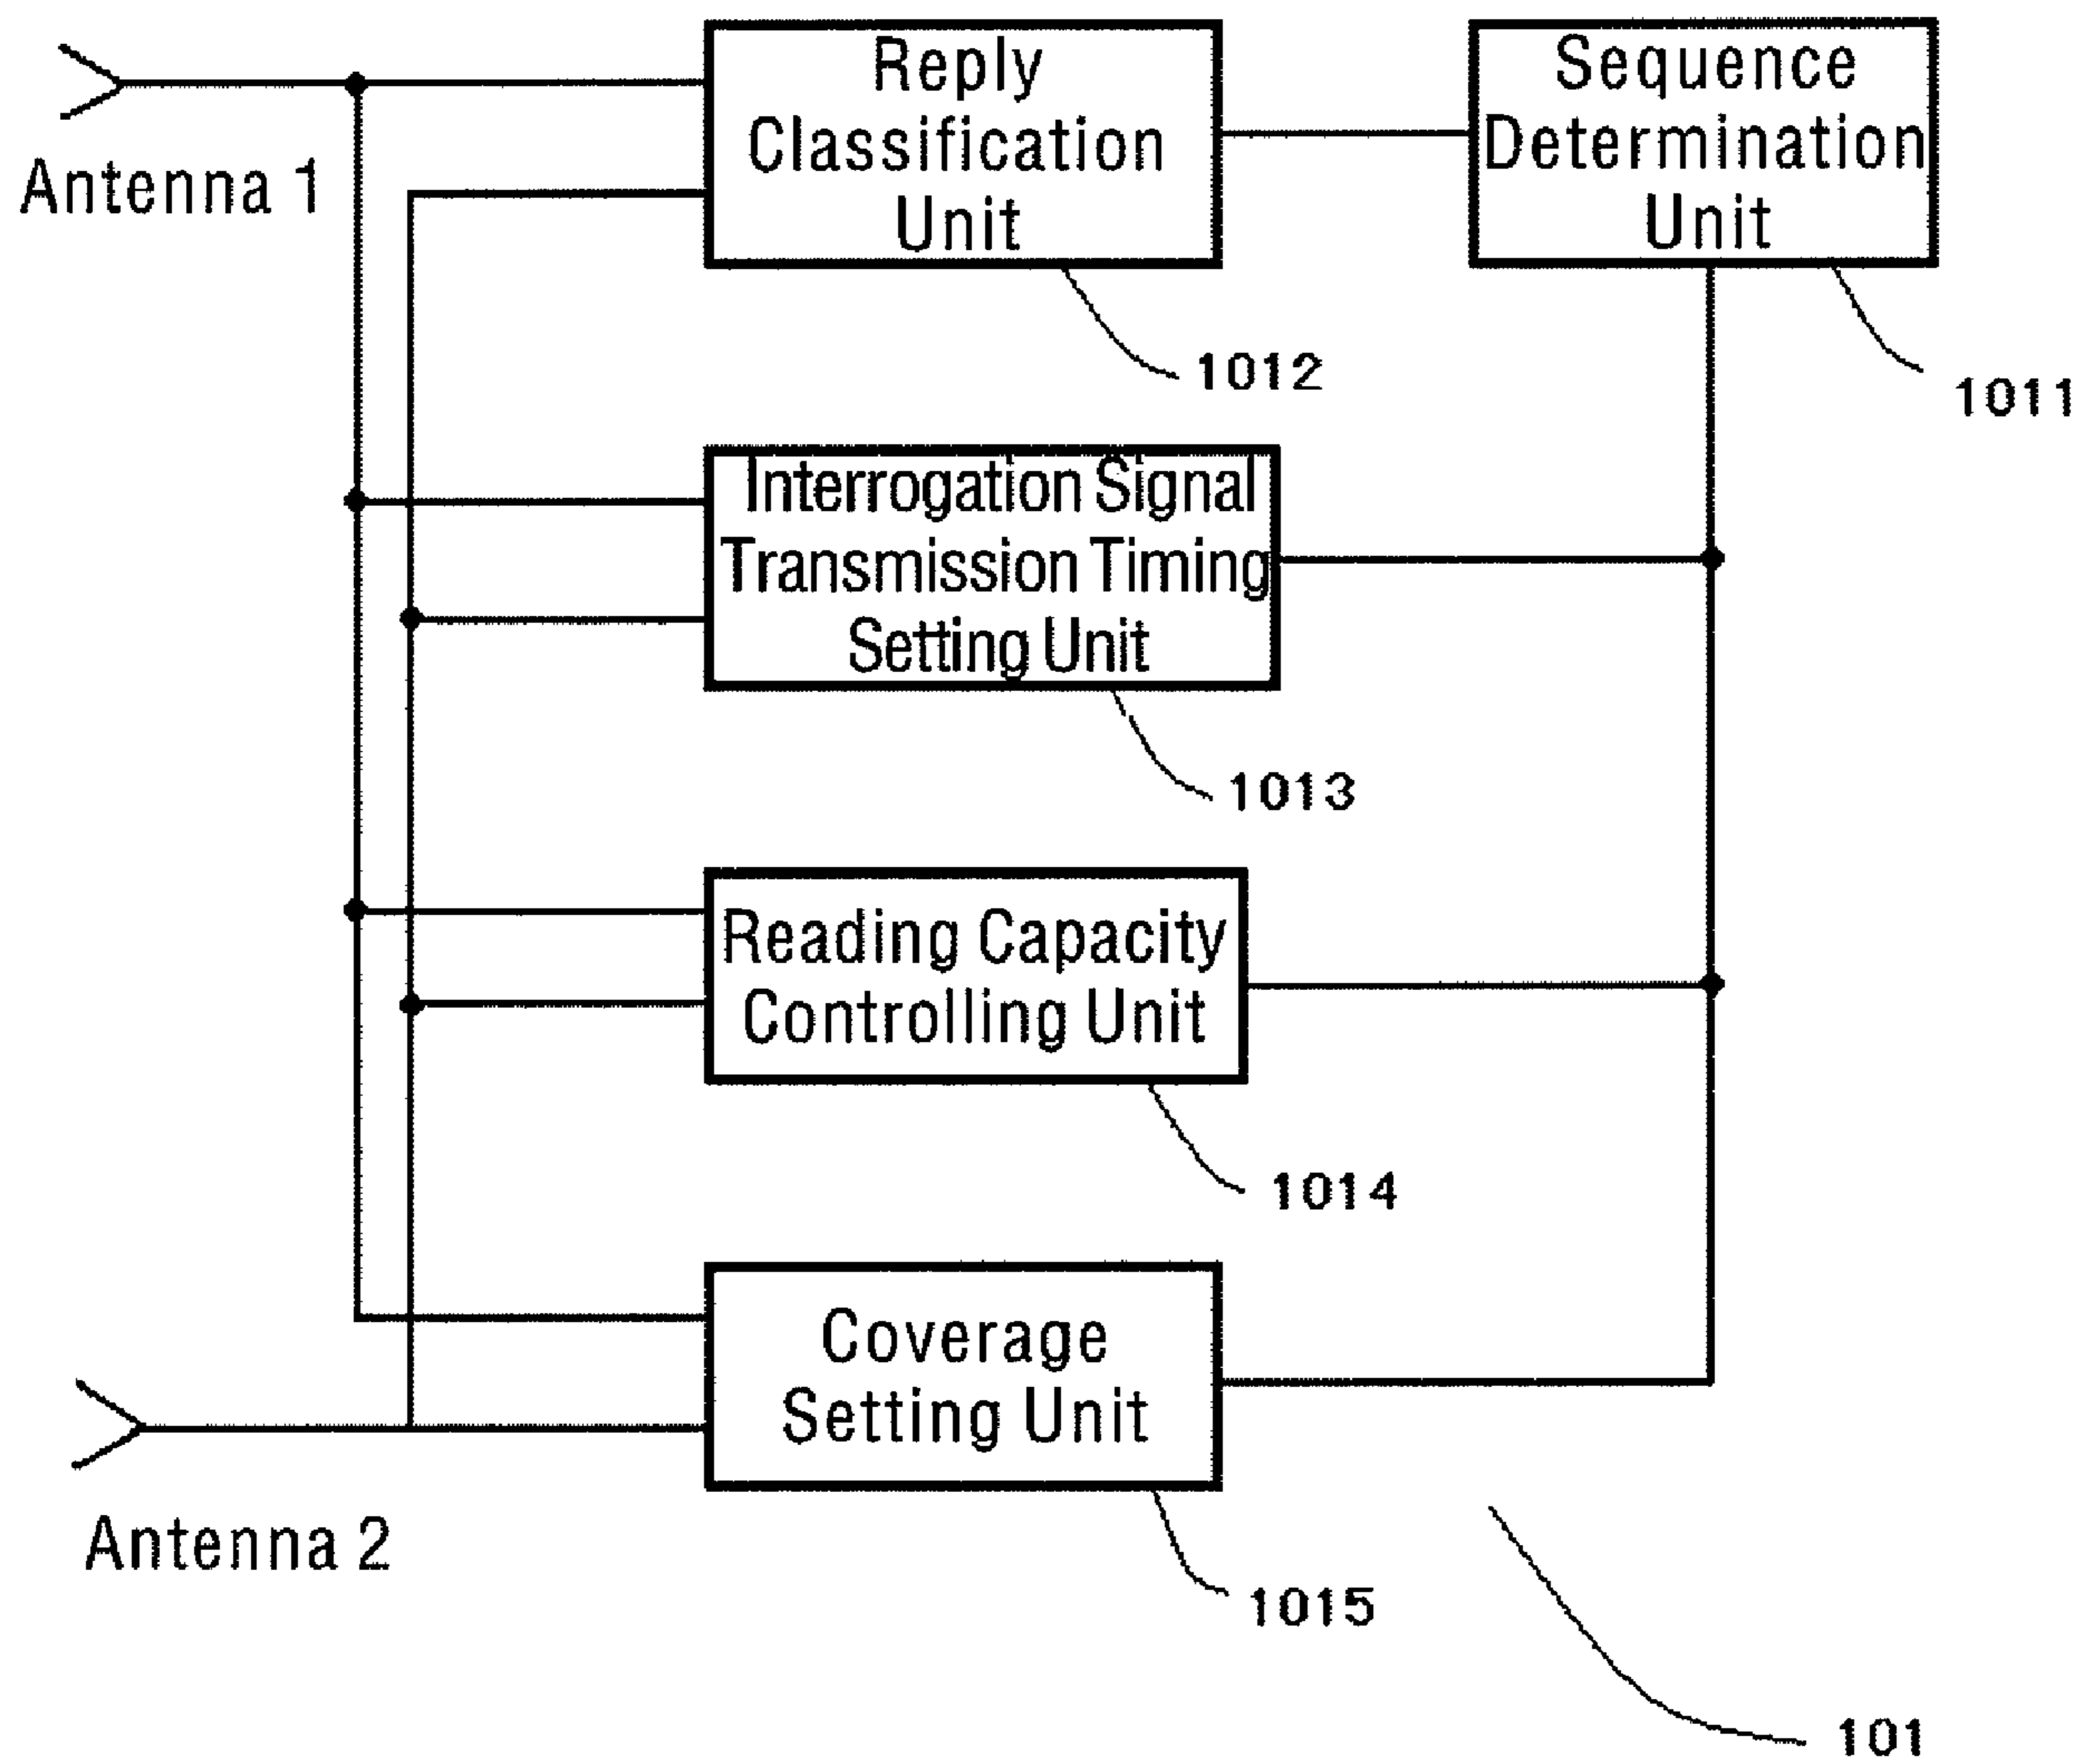 Antenna 1
Reply
Classification
Unit
Sequence
Determination
Unit
1012
1011
Interrogation Signal
Transmission Timing
Setting Unit
1013
Reading Capacity
Controlling Unit
1014
Coverage
Setting Unit
Antenna 2
1015
101